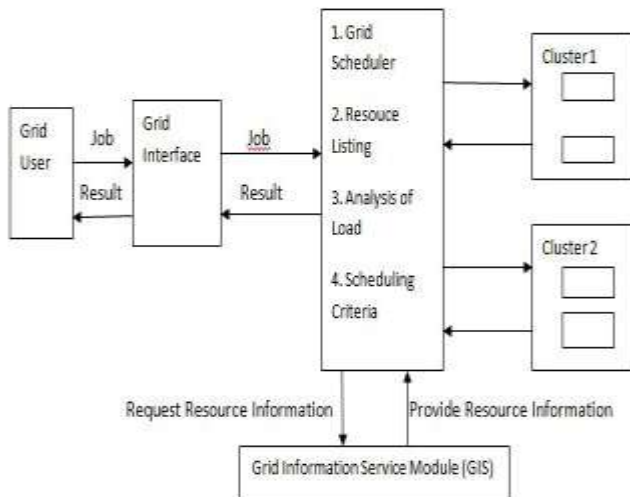 Grid
User
Job
Result
Grid
Interface
Job
Result
1. Grid
Scheduler
2. Resouce
Listing
3. Analysis of
Load
4. Scheduling
Criteria
Cluster1
Cluster2
Request Resource Information
Provide Resource Information
Grid Information Service Module (GIS)